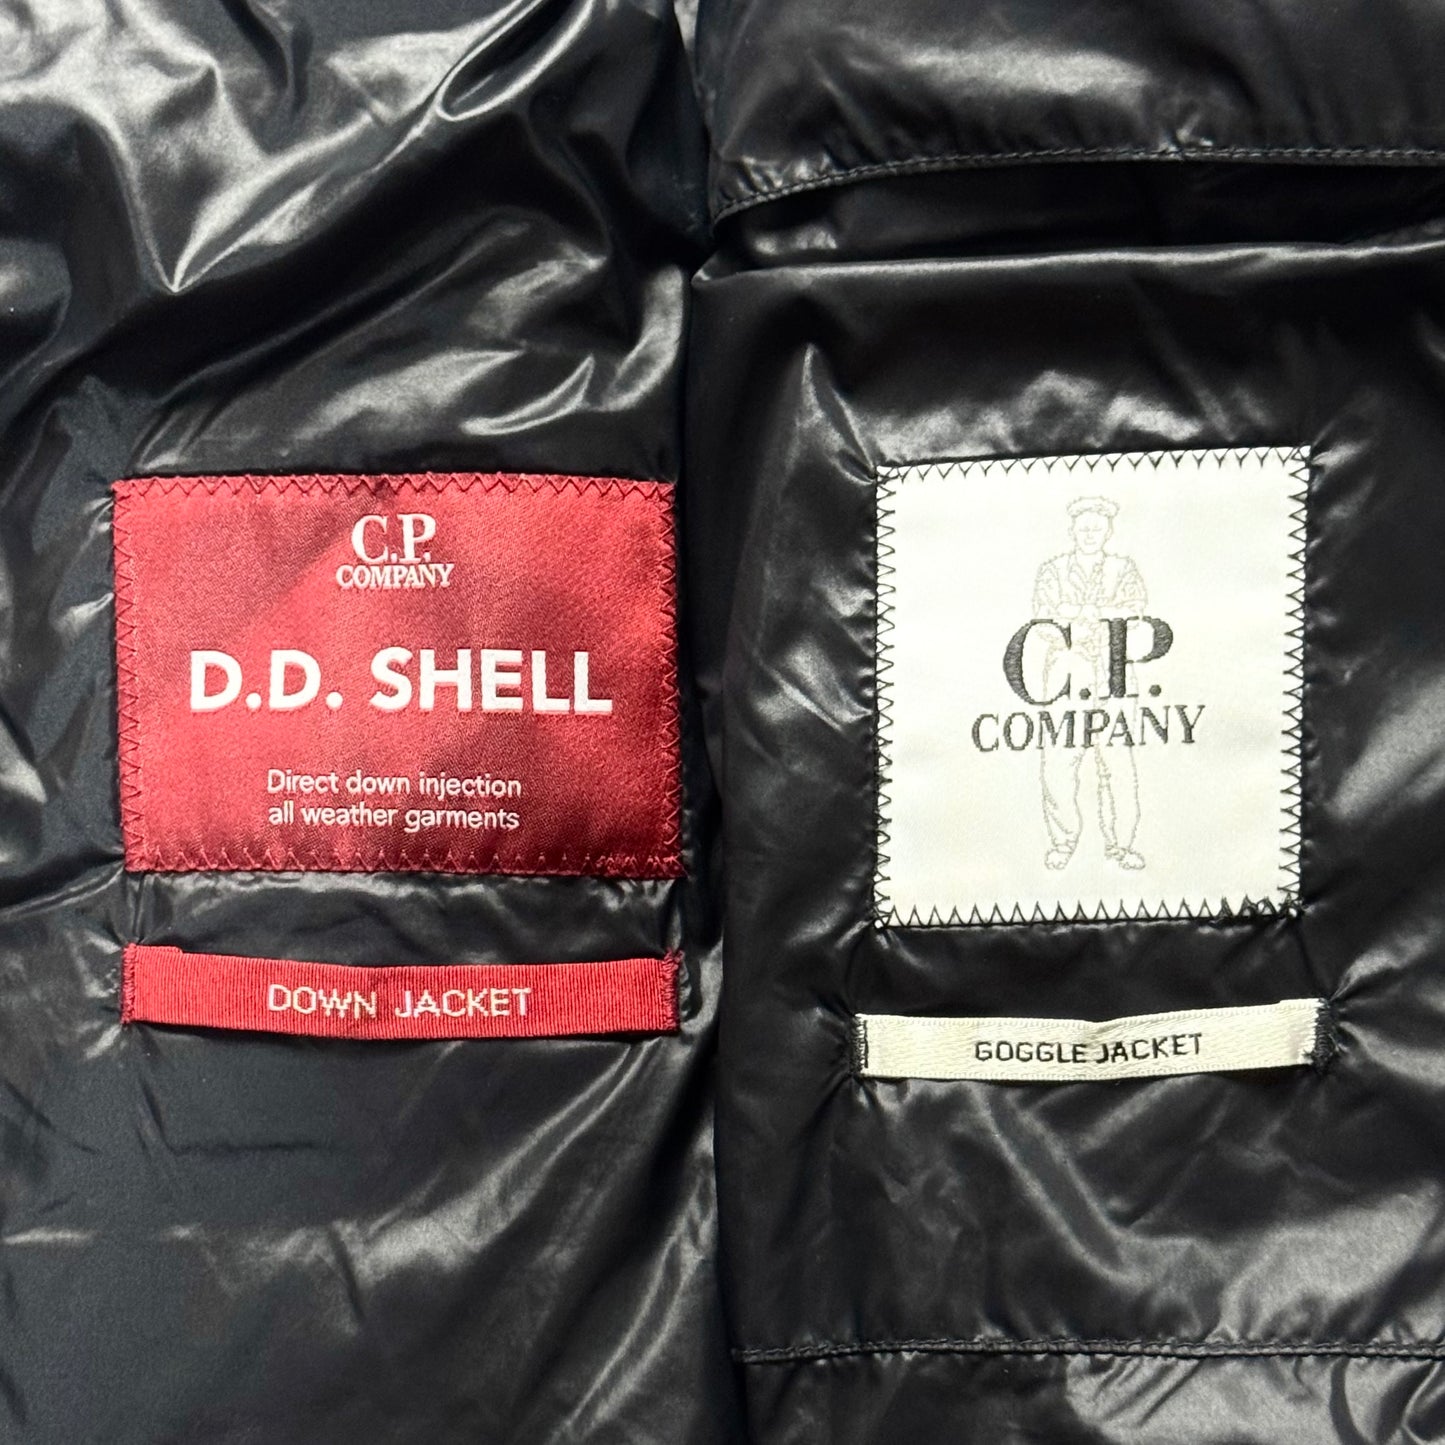 C.P.
COMPANY
D.D. SHELL
Direct down injection
all weather garments
DOWN JACKET
C.P.
COMPANY
GOGGLE JACKET